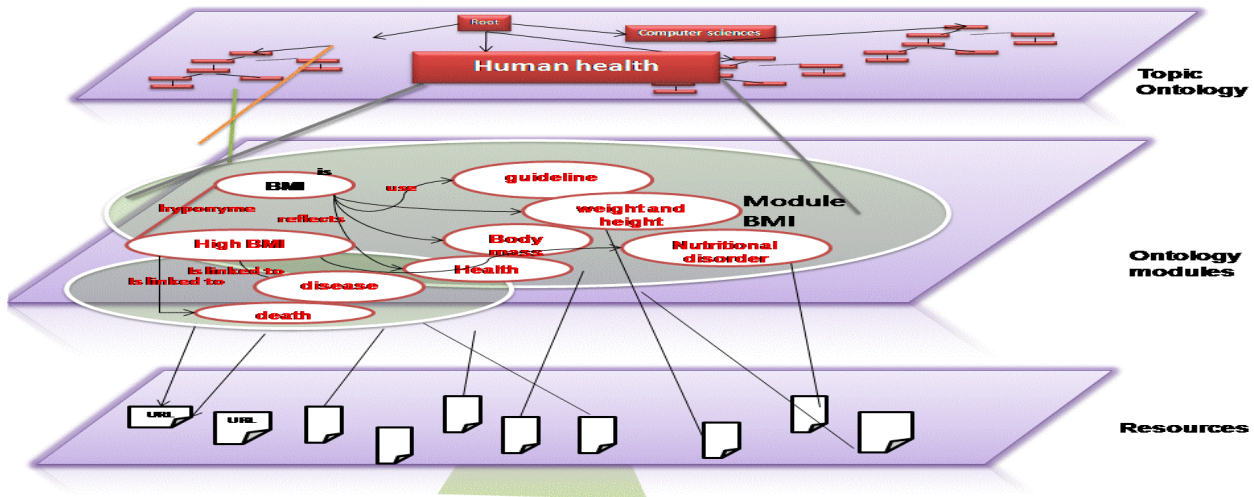 Root
Computer sciences
Human health
Topic
Ontology
is
BMI
use
guideline
hyponyme
reflects
weight and
height
Module
BMI
High BMI
Body
mass
Nutritional
disorder
Is linked to
Health
Is linked to
disease
death
Ontology
modules
URL
URL
Resources